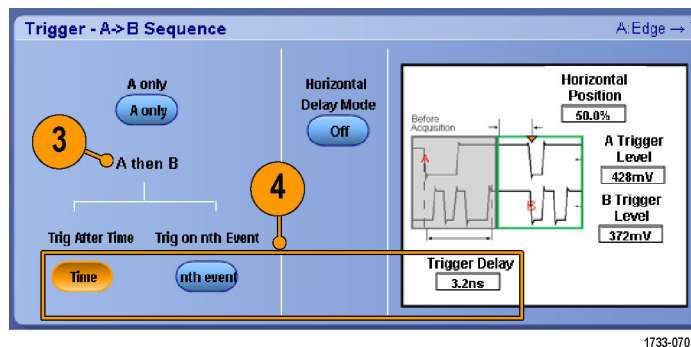 Trigger - A->B Sequence
A:Edge →
A only
A only
3
A then B
4
Trig After Time
Trig on nth Event
Time
nth event
Horizontal
Delay Mode
Off
Horizontal
Position
50.0%
Before
Acquisition
A
B
A Trigger
Level
428mV
B Trigger
Level
372mV
Trigger Delay
3.2ns
1733-070